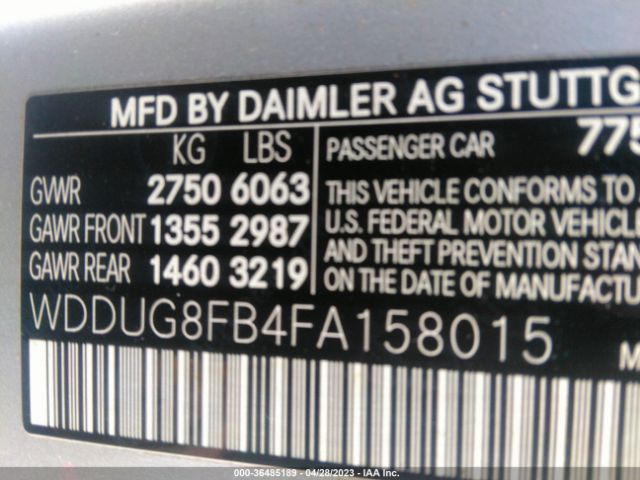 MFD BY DAIMLER AG STUTTG
KG LBS
GVWR 2750 6063
GAWR FRONT 1355 2987
GAWR REAR 1460 3219
PASSENGER CAR 775
THIS VEHICLE CONFORMS TO
U.S. FEDERAL MOTOR VEHICLE
AND THEFT PREVENTION STAN
ON THE DATE OF MANUFACTU
WDDUG8FB4FA158015
M
000-36485189 - 04/28/2023 - IAA Inc.